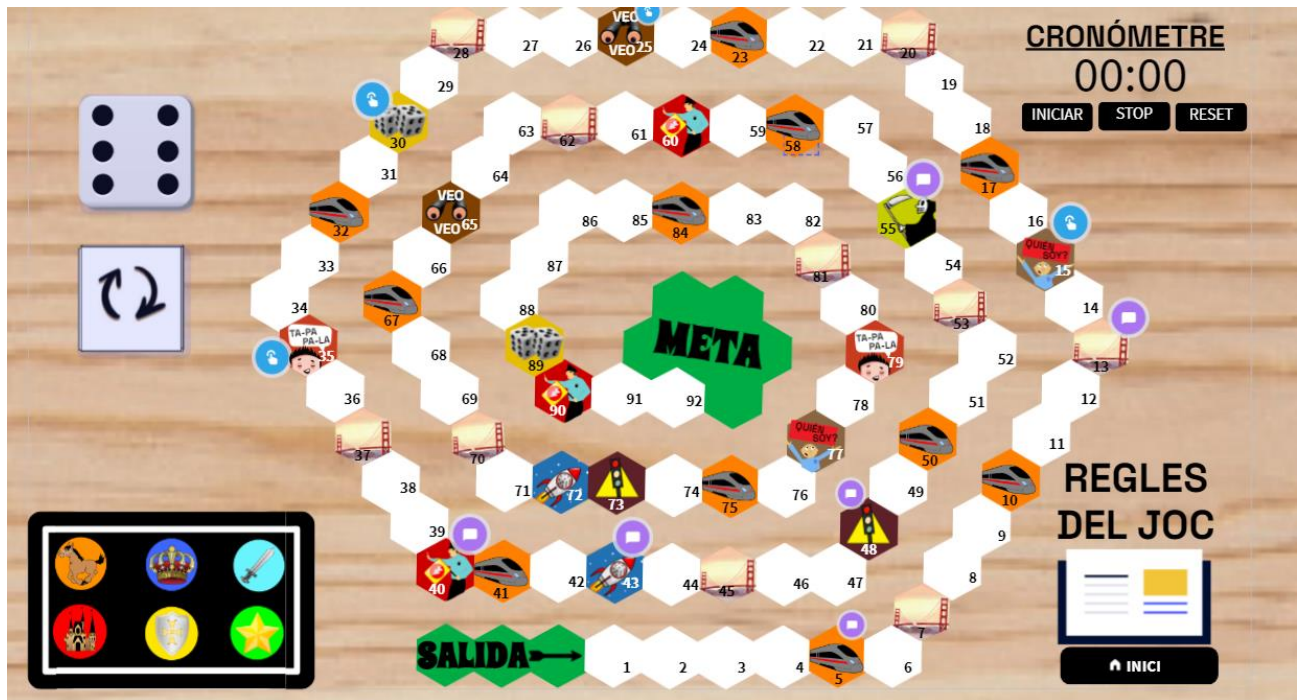 CRONÓMETRE
00:00
INICIAR STOP RESET
28 27 26 VEO VEO 25 24 23 22 21 20
29 19
30 63 62 61 60 59 58 57 18
31 64 56 17
32 VEO VEO 65 86 85 84 83 82 55 16
33 66 87 81 54 QUIÉN SOY? 15
34 67 88 80 53 14
TA-PA PA-LA 35 68 89 META TA-PA PA-LA 79 52 13
36 69 90 91 92 78 51 12
37 70 QUIÉN SOY? 77 50 11
38 71 72 73 74 75 76 49 10
39 48 9
40 41 42 43 44 45 46 47 8
7
SALIDA 1 2 3 4 5 6
REGLES
DEL JOC
INICI